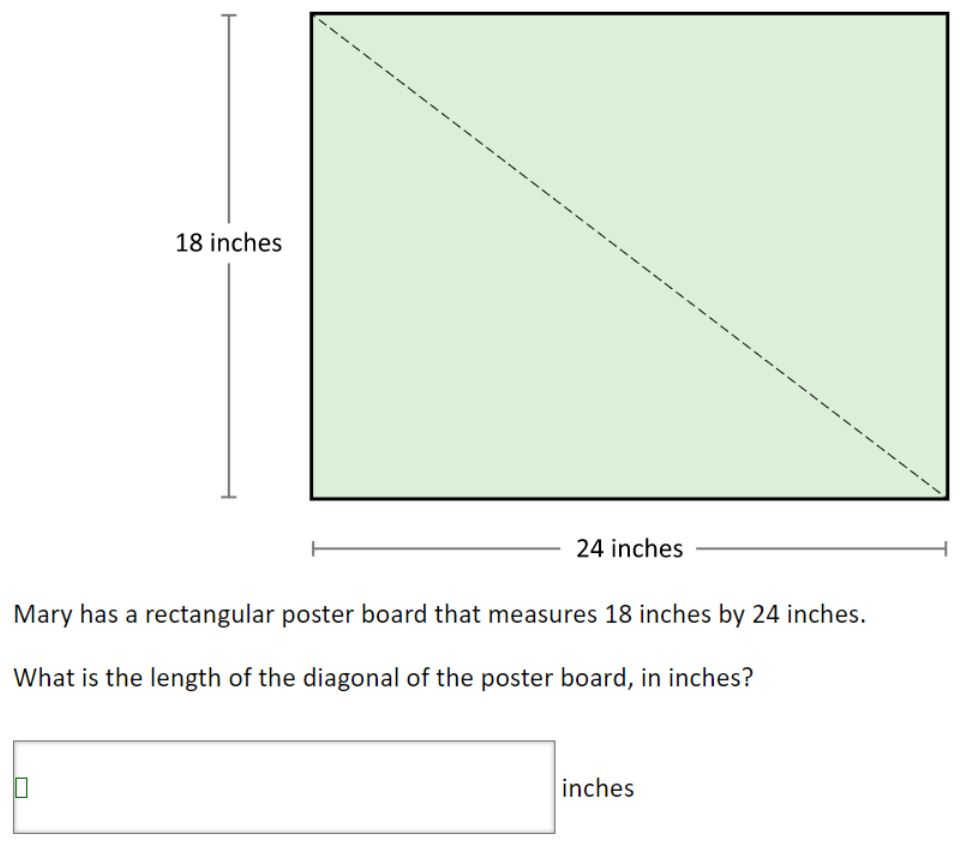 18 inches
24 inches
Mary has a rectangular poster board that measures 18 inches by 24 inches.
What is the length of the diagonal of the poster board, in inches?
inches